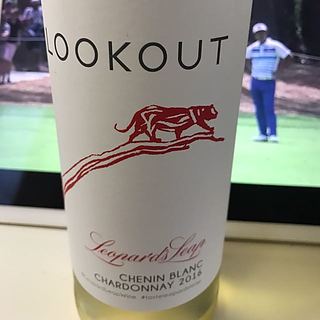 LOOKOUT
Leopard's Leap
CHENIN BLANC
CHARDONNAY 2016